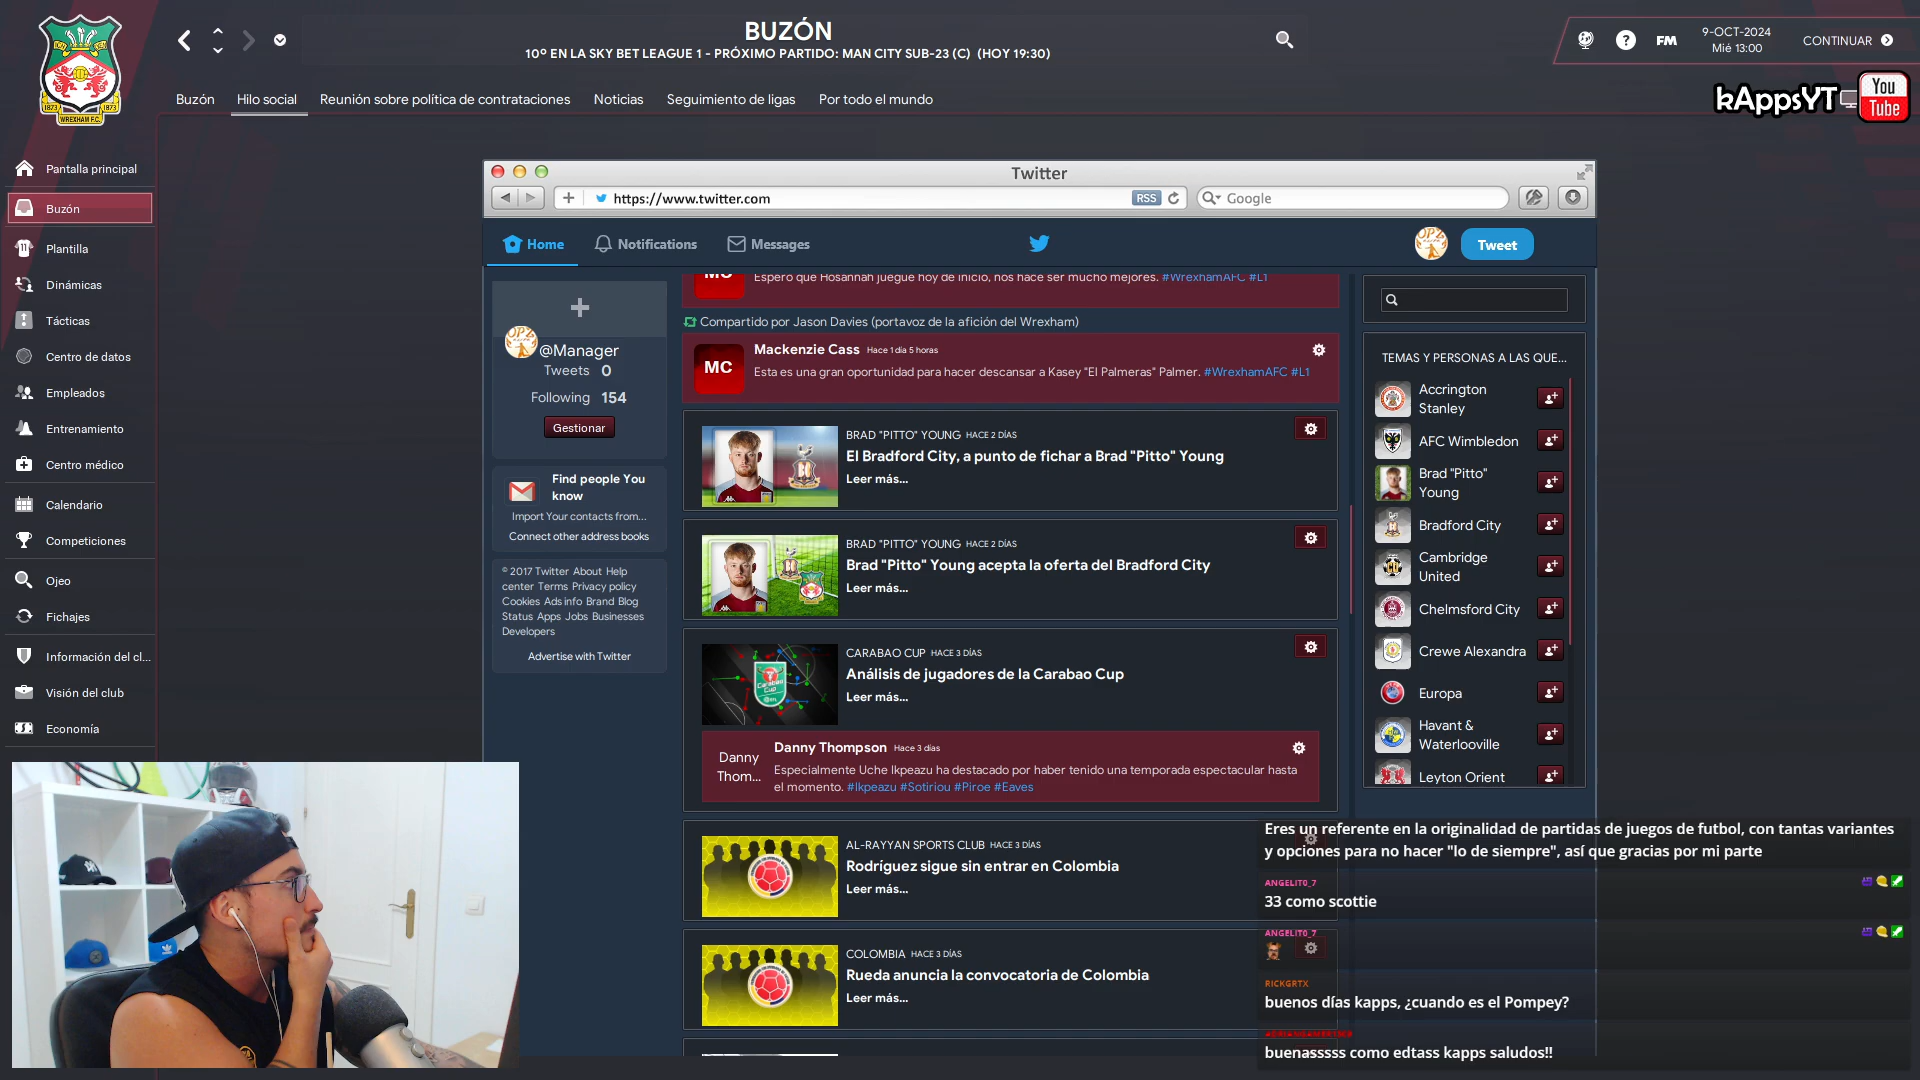 BUZÓN
10º EN LA SKY BET LEAGUE 1 - PRÓXIMO PARTIDO: MAN CITY SUB-23 (C) (HOY 19:30)
FM
9-OCT-2024
Mié 13:00
CONTINUAR
Buzón
Hilo social
Reunión sobre política de contrataciones
Noticias
Seguimiento de ligas
Por todo el mundo
kAppsYT
You
Tube
1873
1873
WREXHAM F.C.
Pantalla principal
Buzón
Plantilla
Dinámicas
Tácticas
Centro de datos
Empleados
Entrenamiento
Centro médico
Calendario
Competiciones
Ojeo
Fichajes
Información del cl...
Visión del club
Economía
Twitter
https://www.twitter.com
RSS
Google
Home
Notifications
Messages
Tweet
@Manager
Tweets 0
Following 154
Gestionar
Find people You
know
Import Your contacts from...
Connect other address books
© 2017 Twitter About Help
center Terms Privacy policy
Cookies Ads info Brand Blog
Status Apps Jobs Businesses
Developers
Advertise with Twitter
MC
Espero que Hosannah juegue hoy de inicio, nos hace ser mucho mejores. #WrexhamAFC #L1
Compartido por Jason Davies (portavoz de la afición del Wrexham)
MC
Mackenzie Cass Hace 1 día 5 horas
Esta es una gran oportunidad para hacer descansar a Kasey "El Palmeras" Palmer. #WrexhamAFC #L1
BRAD "PITTO" YOUNG HACE 2 DÍAS
El Bradford City, a punto de fichar a Brad "Pitto" Young
Leer más...
BRAD "PITTO" YOUNG HACE 2 DÍAS
Brad "Pitto" Young acepta la oferta del Bradford City
Leer más...
CARABAO CUP HACE 3 DÍAS
Análisis de jugadores de la Carabao Cup
Leer más...
Danny
Thom...
Danny Thompson Hace 3 días
Especialmente Uche Ikpeazu ha destacado por haber tenido una temporada espectacular hasta
el momento. #Ikpeazu #Sotiriou #Piroe #Eaves
AL-RAYYAN SPORTS CLUB HACE 3 DÍAS
Rodríguez sigue sin entrar en Colombia
Leer más...
COLOMBIA HACE 3 DÍAS
Rueda anuncia la convocatoria de Colombia
Leer más...
TEMAS Y PERSONAS A LAS QUE...
Accrington
Stanley
AFC Wimbledon
Brad "Pitto"
Young
Bradford City
Cambridge
United
Chelmsford City
Crewe Alexandra
Europa
Havant &
Waterlooville
Leyton Orient
Eres un referente en la originalidad de partidas de juegos de futbol, con tantas variantes
y opciones para no hacer "lo de siempre", así que gracias por mi parte
ANGELIT0_7
33 como scottie
ANGELIT0_7
RICKGRTX
buenos días kapps, ¿cuando es el Pompey?
buenasssss como edtass kapps saludos!!